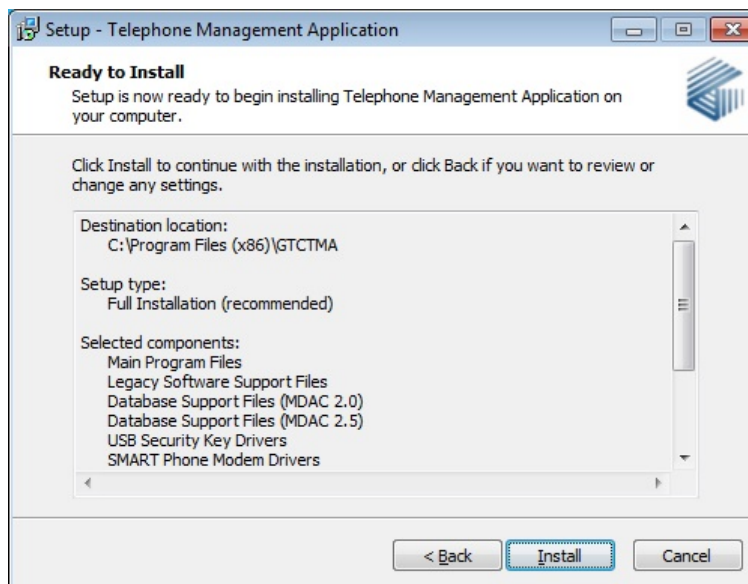 Setup - Telephone Management Application
Ready to Install
Setup is now ready to begin installing Telephone Management Application on
your computer.
Click Install to continue with the installation, or click Back if you want to review or
change any settings.
Destination location:
C:\Program Files (x86)\GTCTMA
Setup type:
Full Installation (recommended)
Selected components:
Main Program Files
Legacy Software Support Files
Database Support Files (MDAC 2.0)
Database Support Files (MDAC 2.5)
USB Security Key Drivers
SMART Phone Modem Drivers
< Back
Install
Cancel